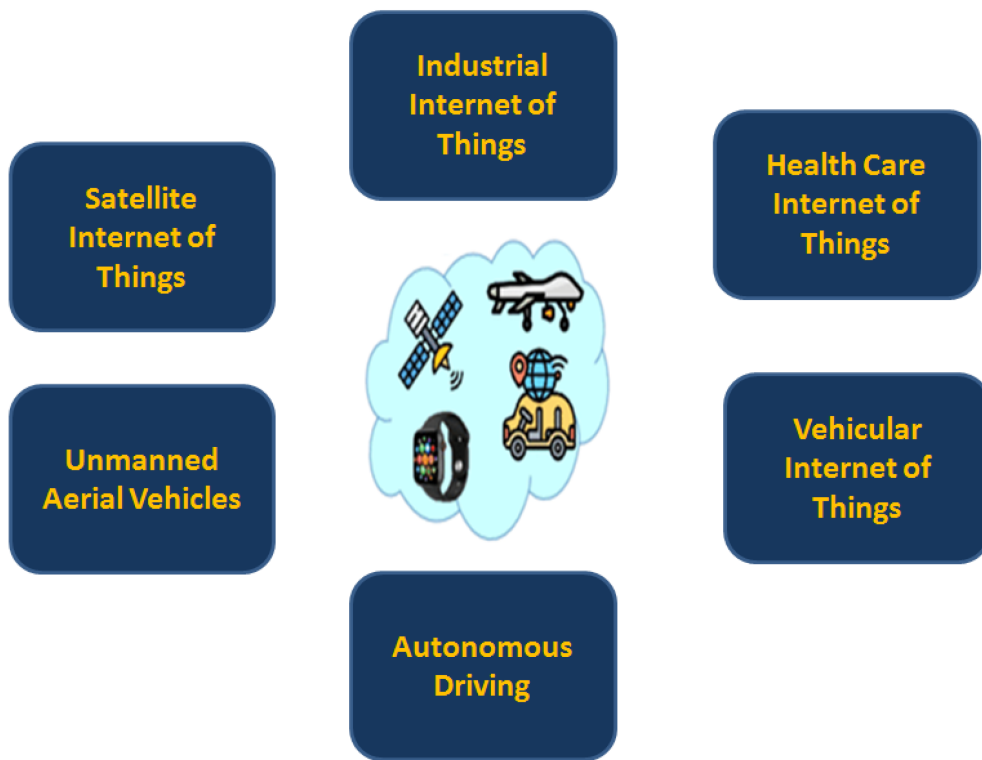 Industrial
Internet of
Things
Satellite
Internet of
Things
Health Care
Internet of
Things
Unmanned
Aerial Vehicles
Vehicular
Internet of
Things
Autonomous
Driving